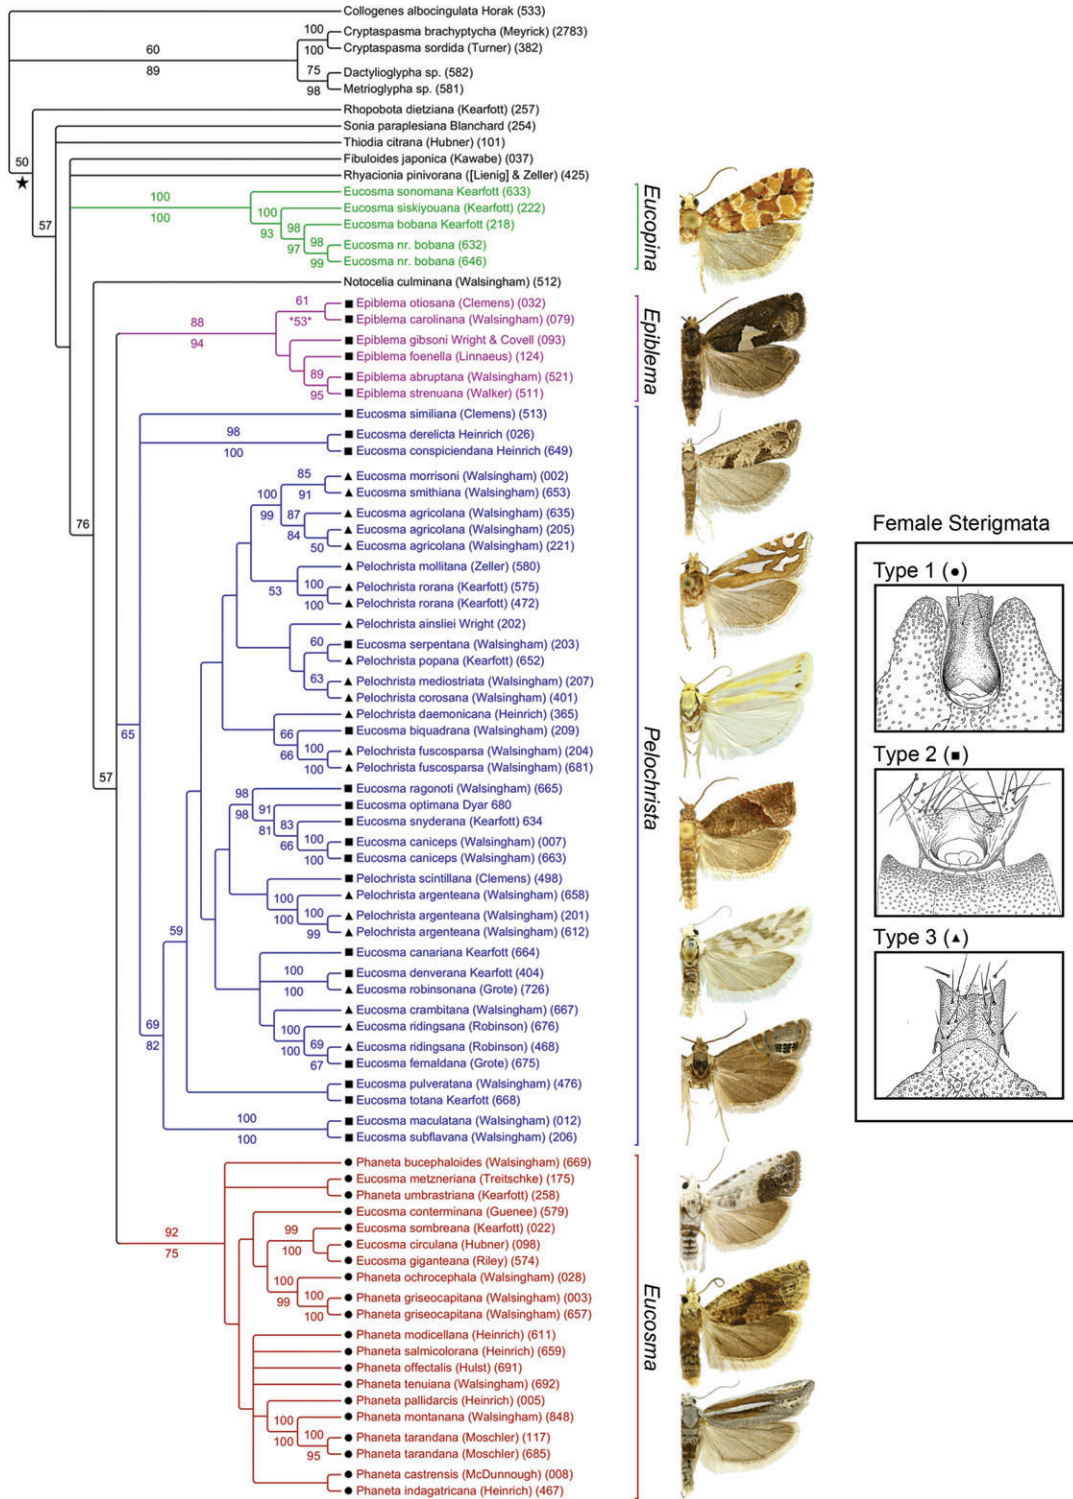 Collogenes albocingulata Horak (533)
100
Cryptaspasma brachyptycha (Meyrick) (2783)
60
100
Cryptaspasma sordida (Turner) (382)
89
75
Dactylioglypha sp. (582)
98
Metrioglypha sp. (581)
Rhopobota dietziana (Kearfott) (257)
Sonia paraplesiana Blanchard (254)
Thiodia citrana (Hubner) (101)
50
Fibuloides japonica (Kawabe) (037)
Rhyacionia pinivorana ([Lienig] & Zeller) (425)
100
Eucosma sonomana Kearfott (633)
57
100
100
Eucosma siskiyouana (Kearfott) (222)
93
98
Eucosma bobana Kearfott (218)
97
98
Eucosma nr. bobana (632)
99
Eucosma nr. bobana (646)
Eucopina
Notocelia culminana (Walsingham) (512)
61
Epiblema otiosana (Clemens) (032)
88
*53*
Epiblema carolinana (Walsingham) (079)
94
Epiblema gibsoni Wright & Covell (093)
Epiblema foenella (Linnaeus) (124)
89
Epiblema abruptana (Walsingham) (521)
95
Epiblema strenuana (Walker) (511)
Epiblema
Eucosma similiana (Clemens) (513)
98
Eucosma derelicta Heinrich (026)
100
Eucosma conspiciendana Heinrich (649)
85
Eucosma morrisoni (Walsingham) (002)
100
91
Eucosma smithiana (Walsingham) (653)
99
87
Eucosma agricolana (Walsingham) (635)
76
84
Eucosma agricolana (Walsingham) (205)
50
Eucosma agricolana (Walsingham) (221)
Pelochrista mollitana (Zeller) (580)
53
100
Pelochrista rorana (Kearfott) (575)
100
Pelochrista rorana (Kearfott) (472)
Pelochrista ainsliei Wright (202)
60
Eucosma serpentana (Walsingham) (203)
Pelochrista popana (Kearfott) (652)
63
Pelochrista mediostriata (Walsingham) (207)
Pelochrista corosana (Walsingham) (401)
Pelochrista daemonicana (Heinrich) (365)
65
66
Eucosma biquadrana (Walsingham) (209)
66
100
Pelochrista fuscosparsa (Walsingham) (204)
100
Pelochrista fuscosparsa (Walsingham) (681)
57
98
Eucosma ragonoti (Walsingham) (665)
98
91
Eucosma optimana Dyar 680
81
83
Eucosma snyderana (Kearfott) 634
66
100
Eucosma caniceps (Walsingham) (007)
100
Eucosma caniceps (Walsingham) (663)
Pelochrista scintillana (Clemens) (498)
100
Pelochrista argenteana (Walsingham) (658)
100
100
Pelochrista argenteana (Walsingham) (201)
59
99
Pelochrista argenteana (Walsingham) (612)
Eucosma canariana Kearfott (664)
100
Eucosma denverana Kearfott (404)
100
Eucosma robinsonana (Grote) (726)
Eucosma crambitana (Walsingham) (667)
69
100
Eucosma ridingsana (Robinson) (676)
82
100
69
Eucosma ridingsana (Robinson) (468)
67
Eucosma fernaldana (Grote) (675)
Eucosma pulveratana (Walsingham) (476)
Eucosma totana Kearfott (668)
100
Eucosma maculatana (Walsingham) (012)
100
Eucosma subflavana (Walsingham) (206)
Pelochrista
Phaneta bucephaloides (Walsingham) (669)
Eucosma metzneriana (Treitschke) (175)
Phaneta umbrastriana (Kearfott) (258)
Eucosma conterminana (Guenee) (579)
92
99
Eucosma sombreana (Kearfott) (022)
75
100
Eucosma circulana (Hubner) (098)
Eucosma giganteana (Riley) (574)
100
Phaneta ochrocephala (Walsingham) (028)
99
100
Phaneta griseocapitana (Walsingham) (003)
100
Phaneta griseocapitana (Walsingham) (657)
Phaneta modicellana (Heinrich) (611)
Phaneta salmicolorana (Heinrich) (659)
Phaneta offectalis (Hulst) (691)
Phaneta tenuiana (Walsingham) (692)
Phaneta pallidarcis (Heinrich) (005)
100
Phaneta montanana (Walsingham) (848)
100
100
Phaneta tarandana (Moschler) (117)
95
Phaneta tarandana (Moschler) (685)
Phaneta castrensis (McDunnough) (008)
Phaneta indagatricana (Heinrich) (467)
Eucosma
Female Sterigmata
Type 1 (●)
Type 2 (■)
Type 3 (▲)